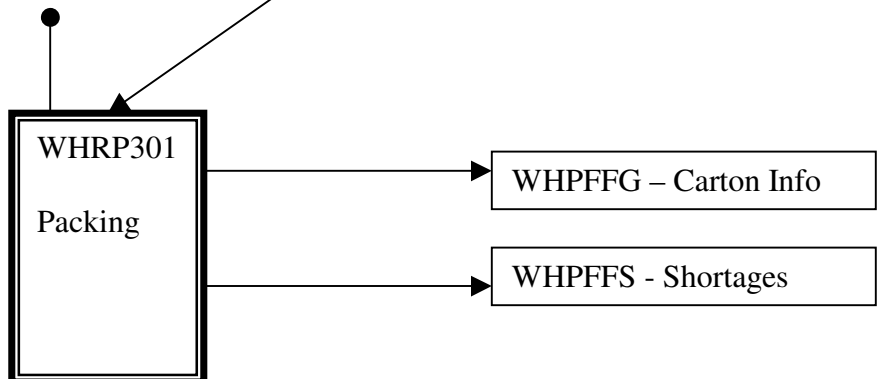 WHRP301
Packing
WHPFFG – Carton Info
WHPFFS - Shortages